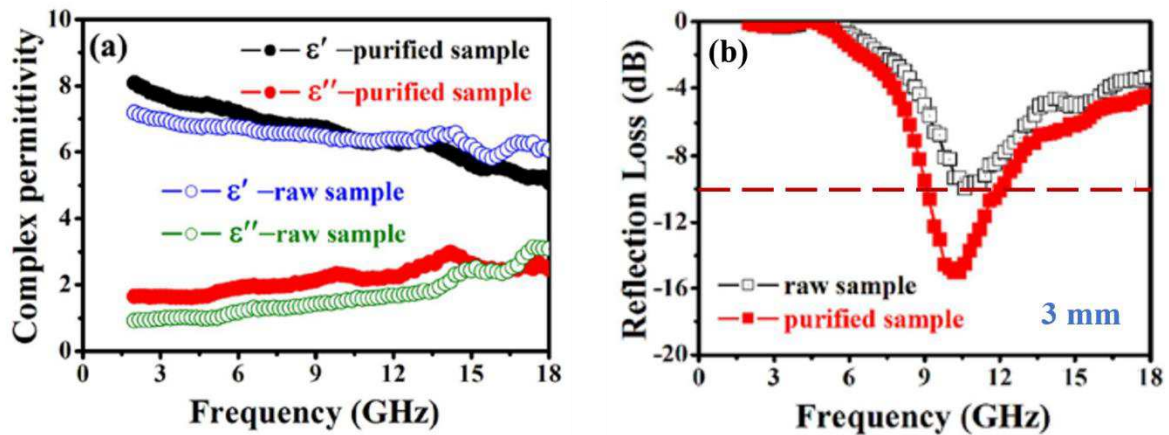 (a)
ε′ –purified sample
ε′′–purified sample
ε′ –raw sample
ε′′–raw sample
Complex permittivity
10
8
6
4
2
0
0 3 6 9 12 15 18
Frequency (GHz)
(b)
Reflection Loss (dB)
0
-4
-8
-12
-16
-20
raw sample
purified sample
3 mm
0 3 6 9 12 15 18
Frequency (GHz)